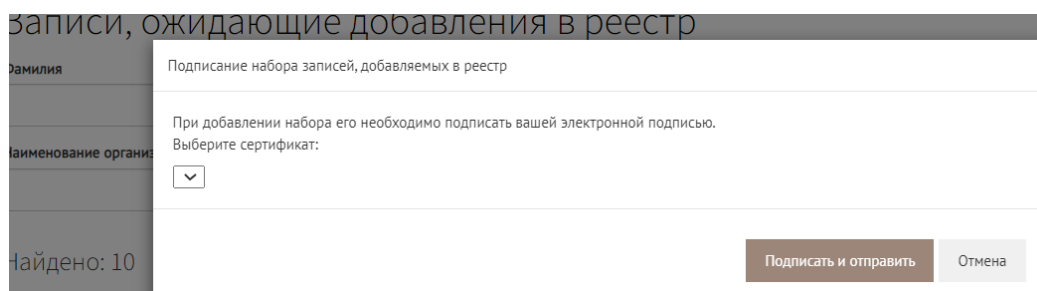 Записи, ожидающие добавления в реестр
Фамилия
Подписание набора записей, добавляемых в реестр
При добавлении набора его необходимо подписать вашей электронной подписью.
Наименование организ
Выберите сертификат:
Найдено: 10
Подписать и отправить
Отмена